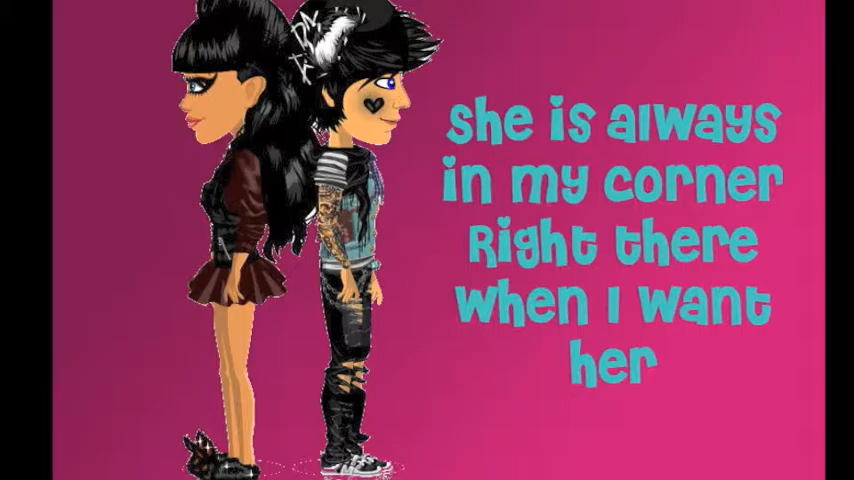 She is always
in my corner
Right there
when I want
her